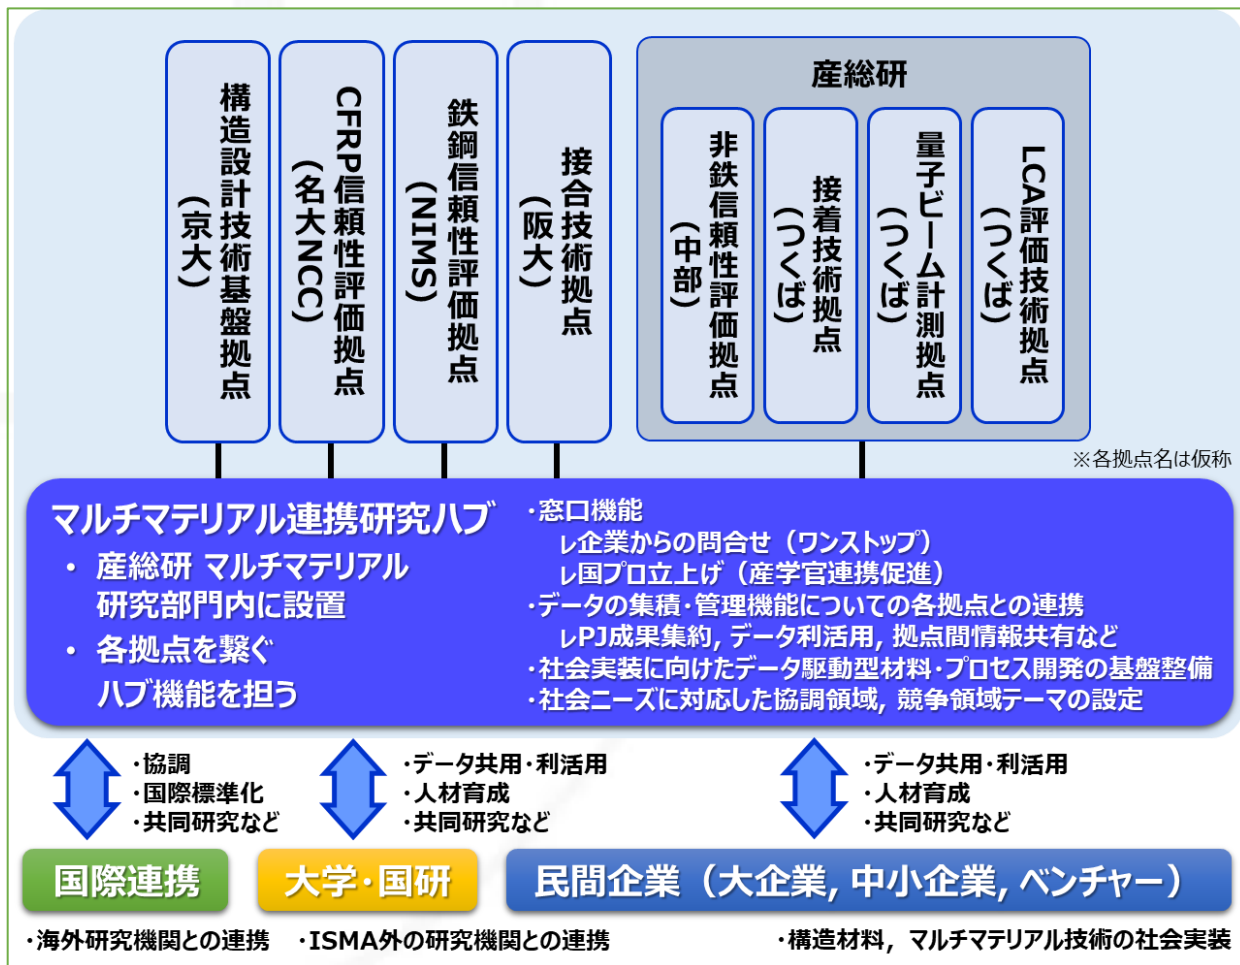 構造設計技術基盤拠点
(京大)
CFRP信頼性評価拠点
(名大NCC)
鉄鋼信頼性評価拠点
(NIMS)
接合技術拠点
(阪大)
産総研
非鉄信頼性評価拠点
(中部)
接着技術拠点
(つくば)
量子ビーム計測拠点
(つくば)
LCA評価技術拠点
(つくば)
※各拠点名は仮称
マルチマテリアル連携研究ハブ
・ 産総研 マルチマテリアル
研究部門内に設置
・ 各拠点を繋ぐ
ハブ機能を担う
・窓口機能
レ企業からの問合せ（ワンストップ）
レ国プロ立上げ（産学官連携促進）
・データの集積・管理機能についての各拠点との連携
レPJ成果集約, データ利活用, 拠点間情報共有など
・社会実装に向けたデータ駆動型材料・プロセス開発の基盤整備
・社会ニーズに対応した協調領域, 競争領域テーマの設定
・協調
・国際標準化
・共同研究など
・データ共用・利活用
・人材育成
・共同研究など
・データ共用・利活用
・人材育成
・共同研究など
国際連携
大学・国研
民間企業（大企業, 中小企業, ベンチャー）
・海外研究機関との連携
・ISMA外の研究機関との連携
・構造材料, マルチマテリアル技術の社会実装